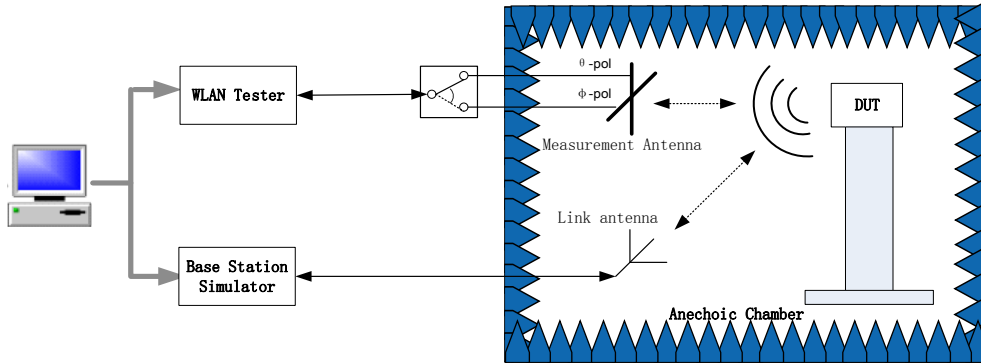 θ-pol
WLAN Tester
ϕ-pol
DUT
Measurement Antenna
Link antenna
Base Station
Simulator
Anechoic Chamber